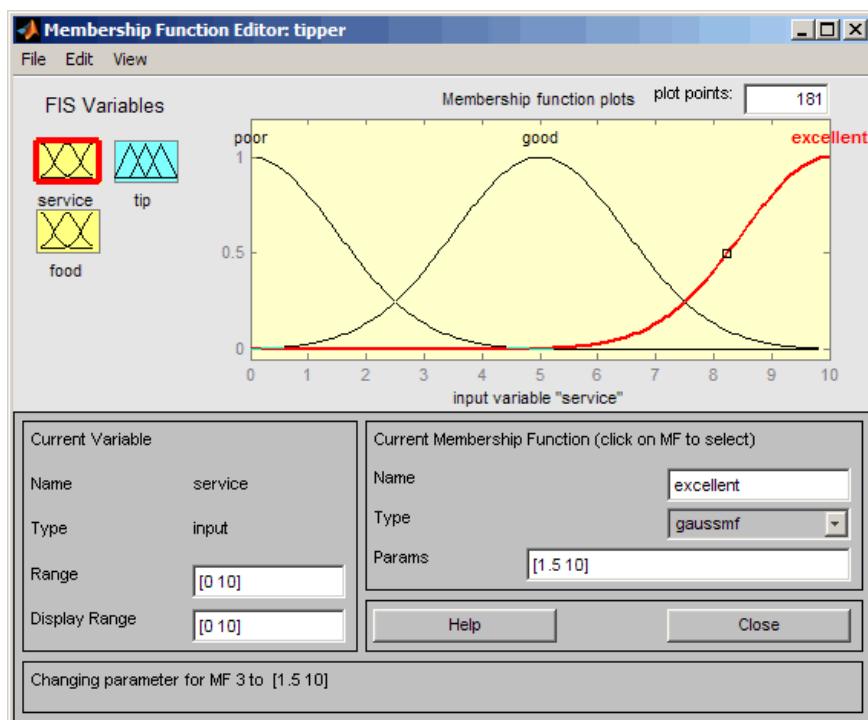 Membership Function Editor: tipper
File Edit View
FIS Variables
service
tip
food
Membership function plots
plot points:
181
poor
good
excellent
1
0.5
0
0 1 2 3 4 5 6 7 8 9 10
input variable "service"
Current Variable
Name service
Type input
Range [0 10]
Display Range [0 10]
Current Membership Function (click on MF to select)
Name excellent
Type gaussmf
Params [1.5 10]
Help
Close
Changing parameter for MF 3 to [1.5 10]